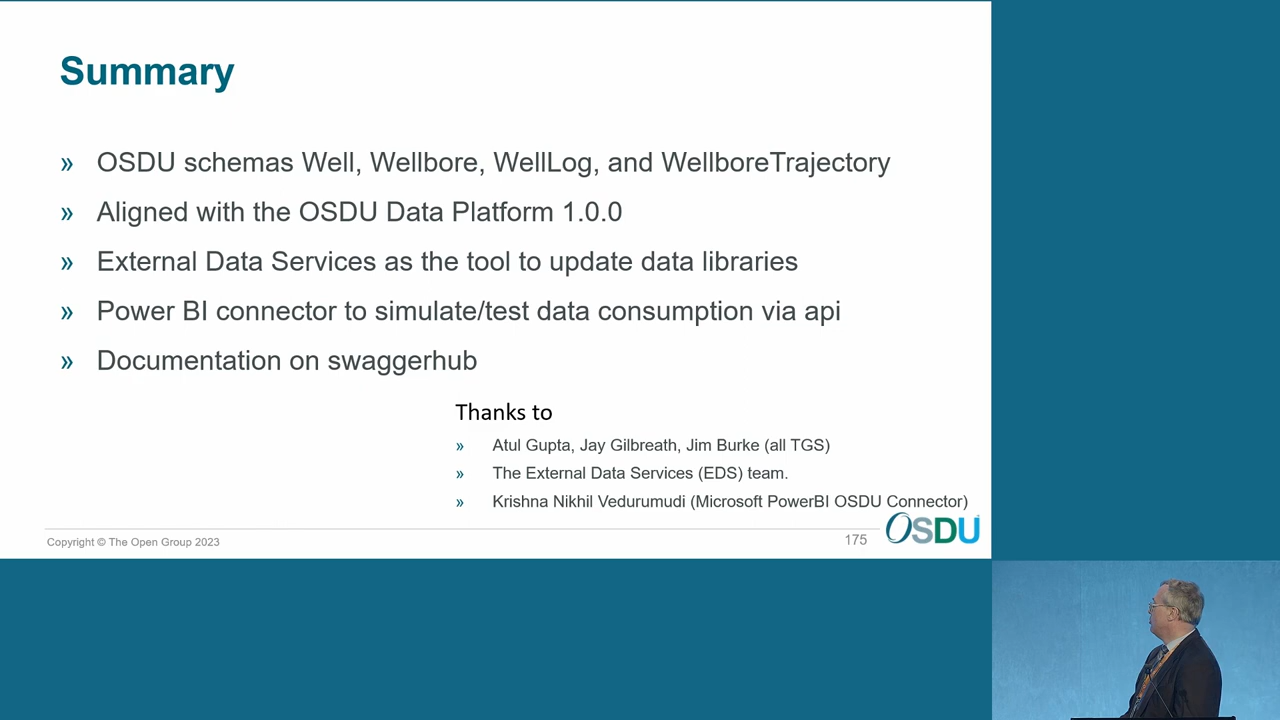 Summary
» OSDU schemas Well, Wellbore, WellLog, and WellboreTrajectory
» Aligned with the OSDU Data Platform 1.0.0
» External Data Services as the tool to update data libraries
» Power BI connector to simulate/test data consumption via api
» Documentation on swaggerhub
Thanks to
» Atul Gupta, Jay Gilbreath, Jim Burke (all TGS)
» The External Data Services (EDS) team.
» Krishna Nikhil Vedurumudi (Microsoft PowerBI OSDU Connector)
Copyright © The Open Group 2023
175
OSDU